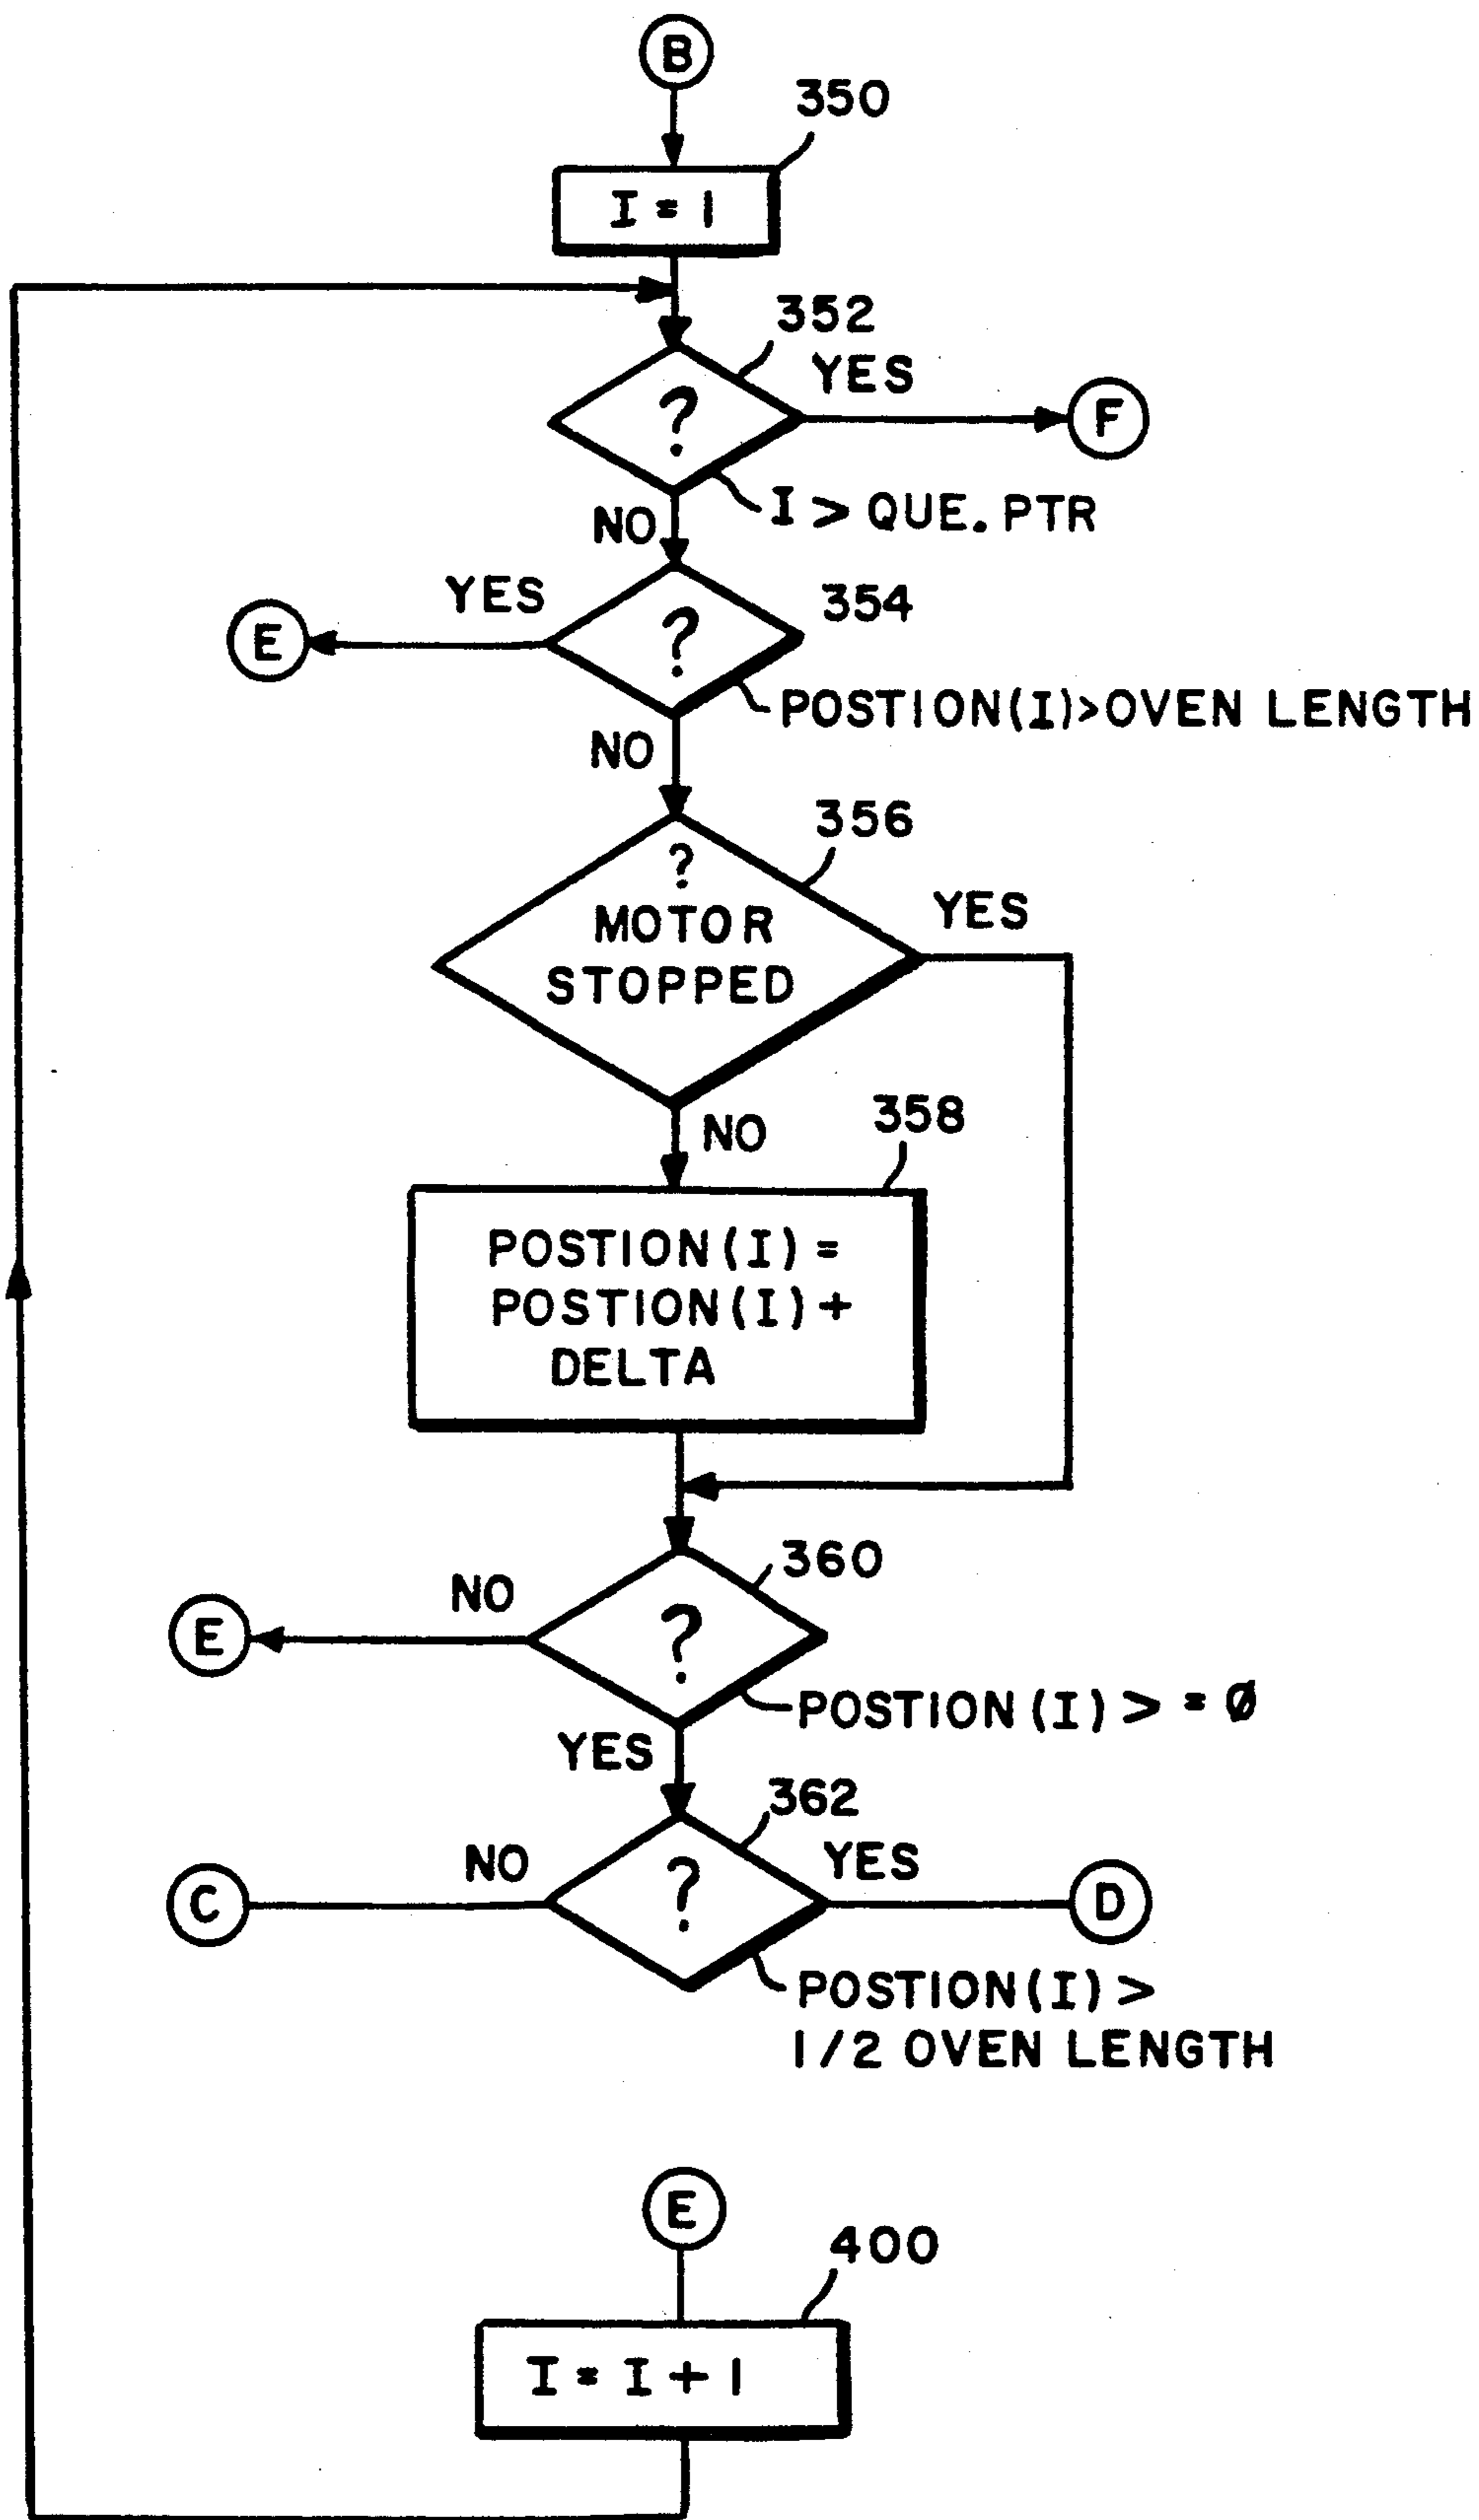 B
350
I = 1
352
YES
?
F
NO
I > QUE. PTR
YES
354
E
?
POSTION(I)>OVEN LENGTH
NO
356
?
YES
MOTOR
STOPPED
NO
358
POSTION(I) =
POSTION(I) +
DELTA
360
NO
E
?
POSTION(I) > = Ø
YES
362
NO
YES
C
?
D
POSTION(I) >
1/2 OVEN LENGTH
E
400
I = I + 1